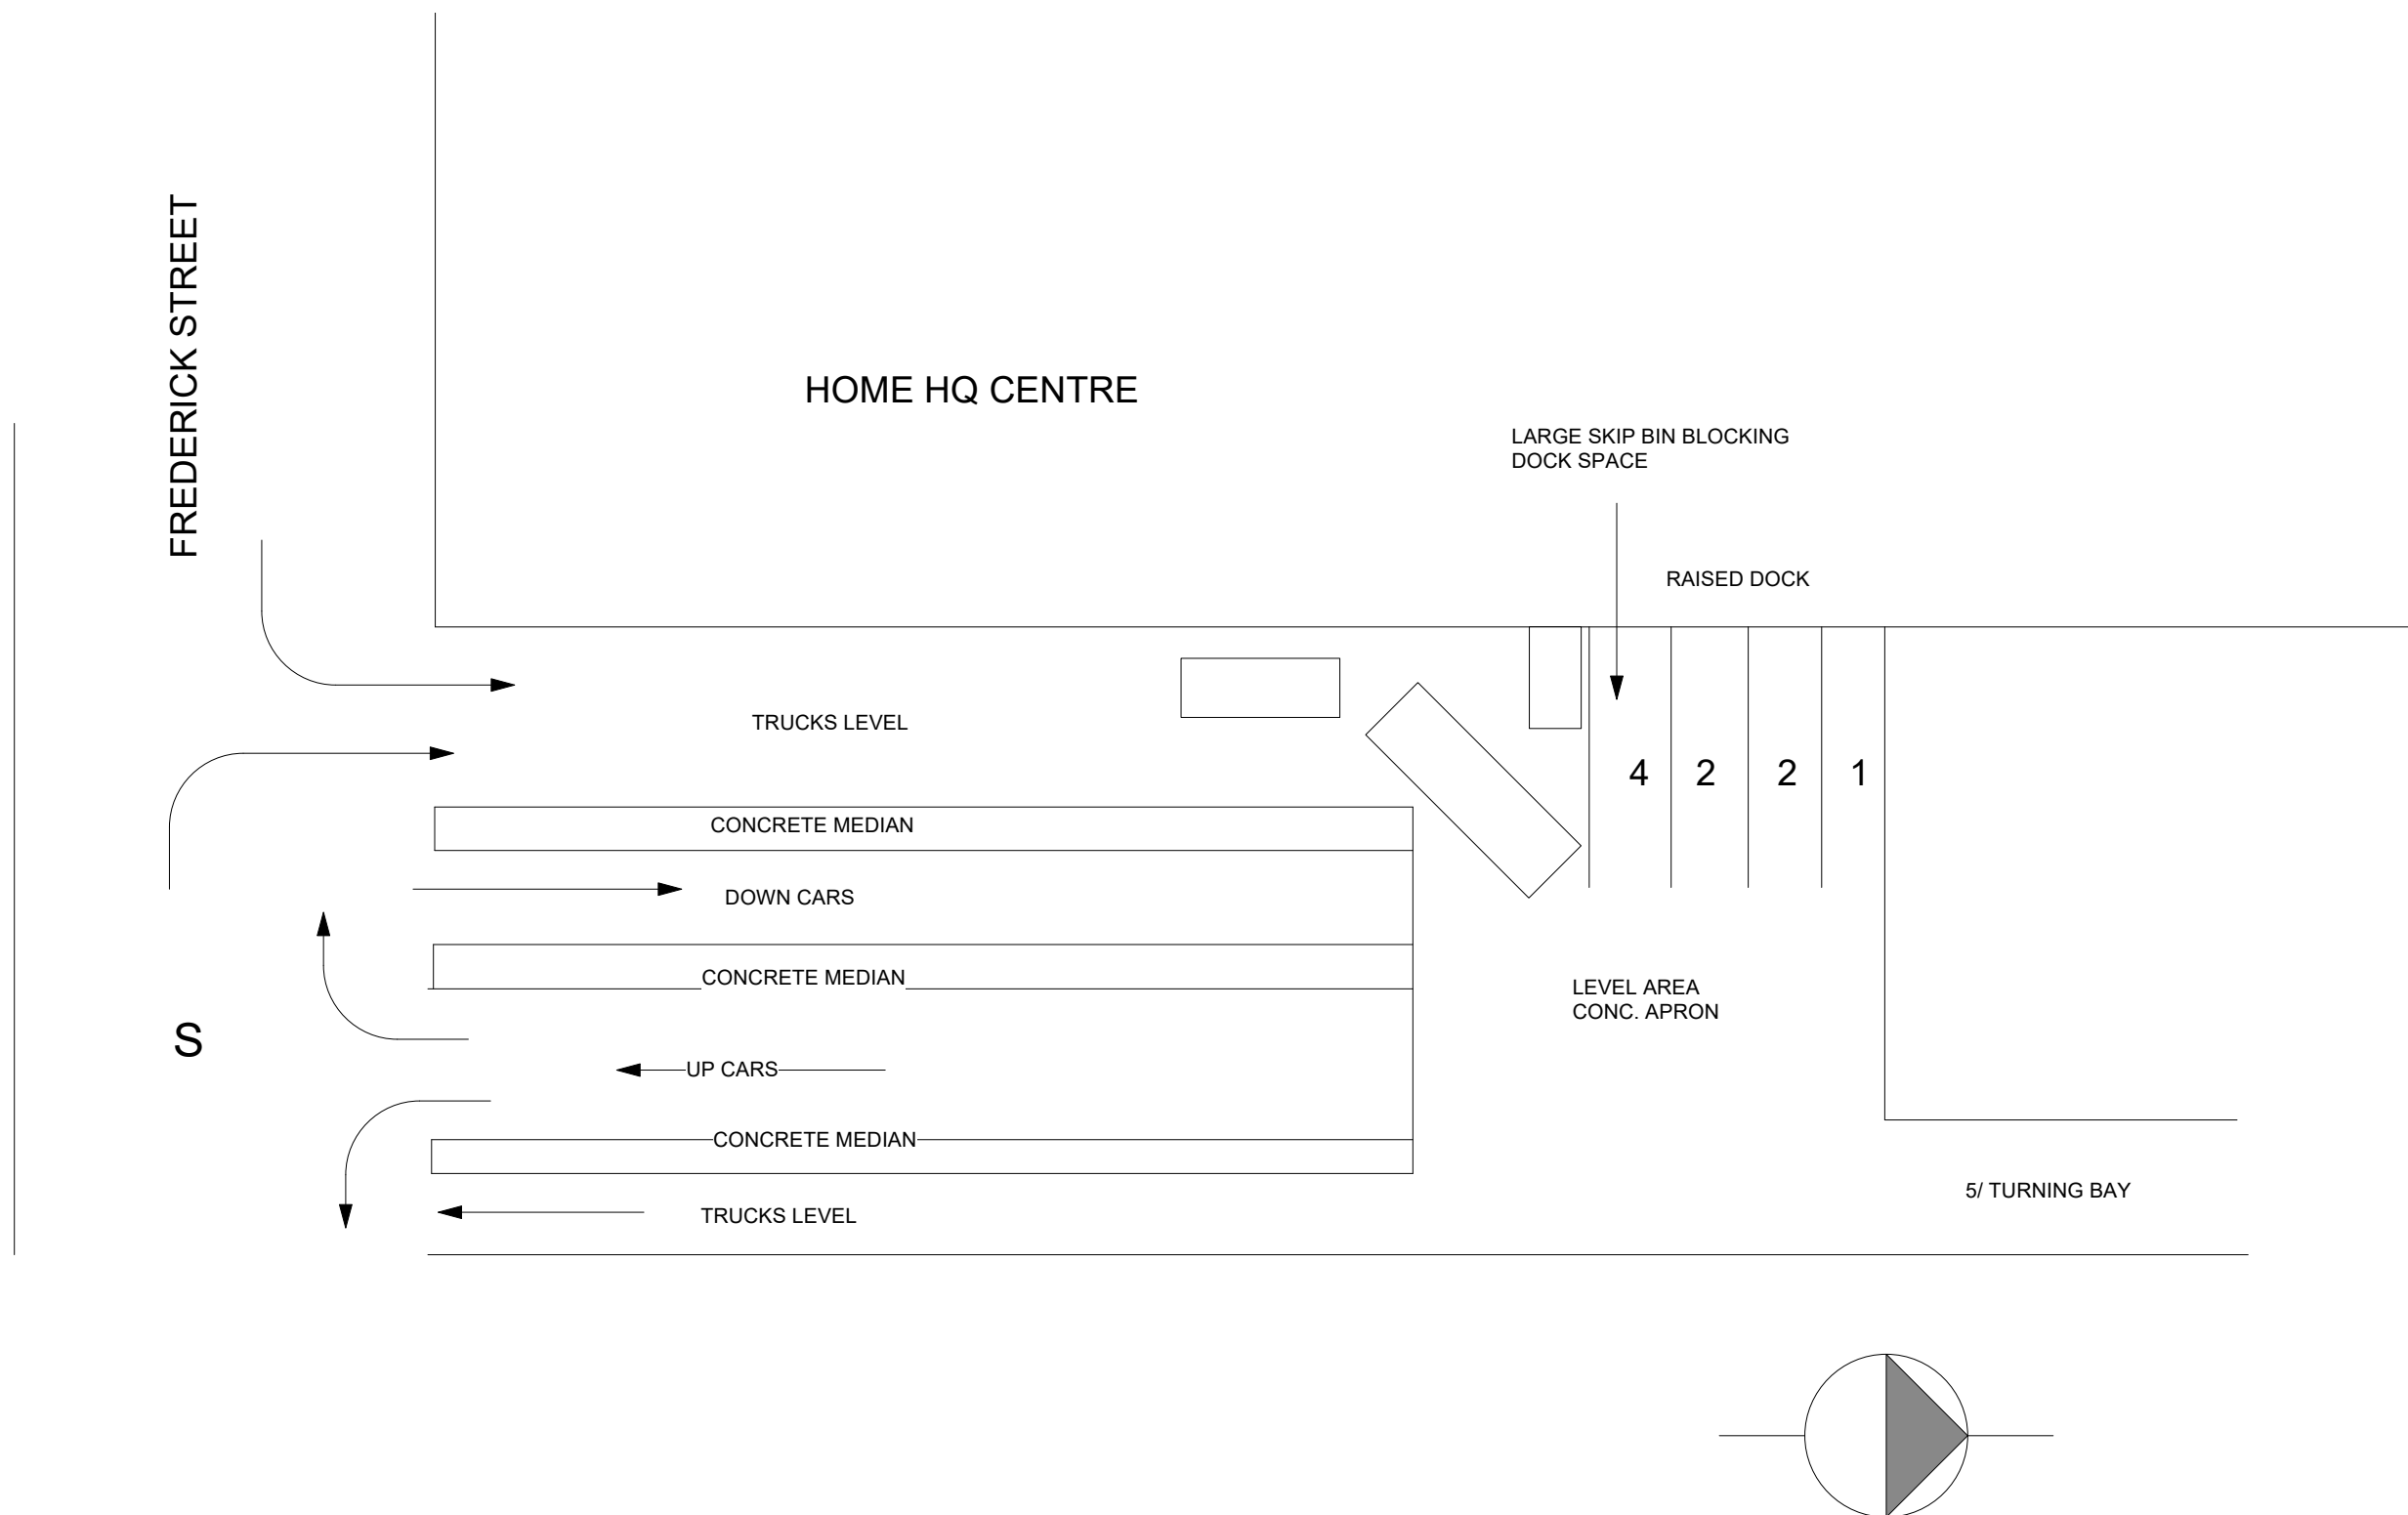 FREDERICK STREET
HOME HQ CENTRE
LARGE SKIP BIN BLOCKING
DOCK SPACE
RAISED DOCK
TRUCKS LEVEL
4
2
2
1
CONCRETE MEDIAN
DOWN CARS
CONCRETE MEDIAN
LEVEL AREA
CONC. APRON
S
UP CARS
CONCRETE MEDIAN
5/ TURNING BAY
TRUCKS LEVEL